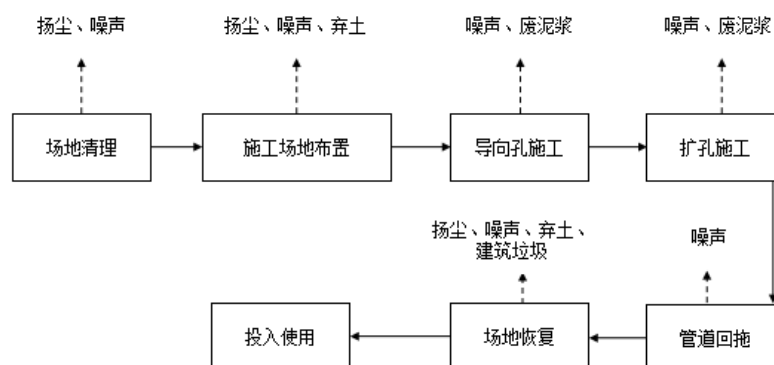 扬尘、噪声
扬尘、噪声、弃土
噪声、废泥浆
噪声、废泥浆
场地清理
施工场地布置
导向孔施工
扩孔施工
扬尘、噪声、弃土、
建筑垃圾
噪声
投入使用
场地恢复
管道回拖